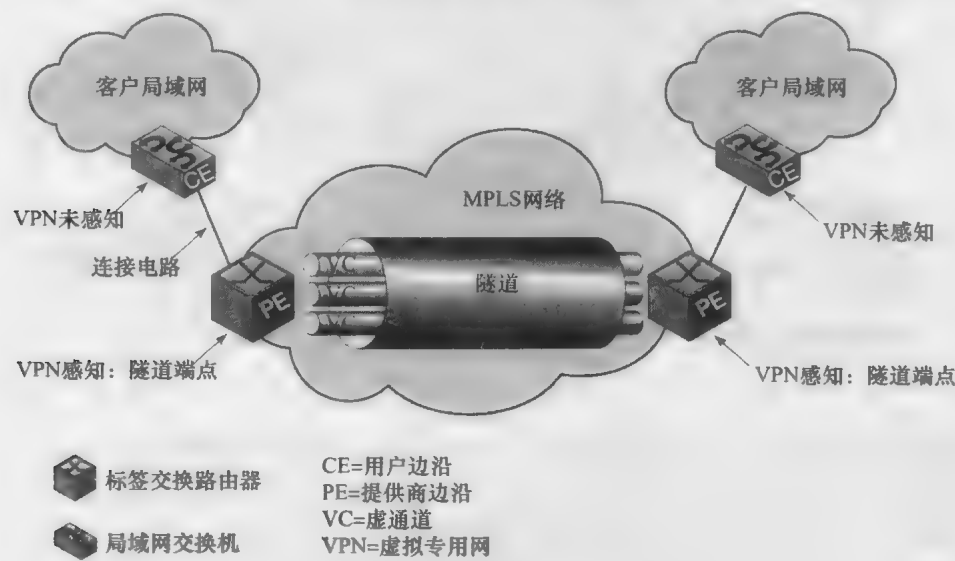 客户局域网
客户局域网
CE
CE
VPN未感知
MPLS网络
VPN未感知
连接电路
VC
VC
VC
隧道
PE
PE
VPN感知：隧道端点
VPN感知：隧道端点
标签交换路由器
局域网交换机
CE=用户边沿
PE=提供商边沿
VC=虚通道
VPN=虚拟专用网